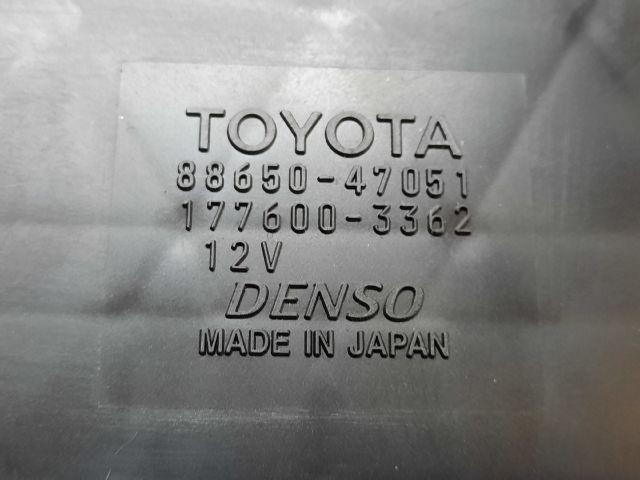 TOYOTA
88650-47051
177600-3362
12V
DENSO
MADE IN JAPAN